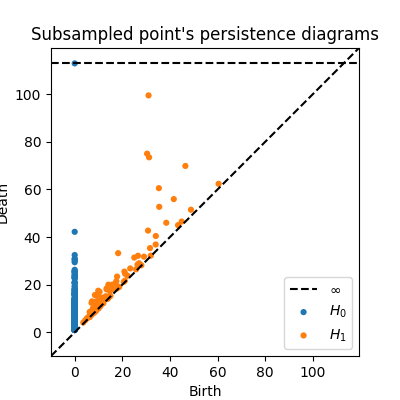 Subsampled point's persistence diagrams
Death
100
80
60
40
20
0
∞
H₀
H₁
0 20 40 60 80 100
Birth